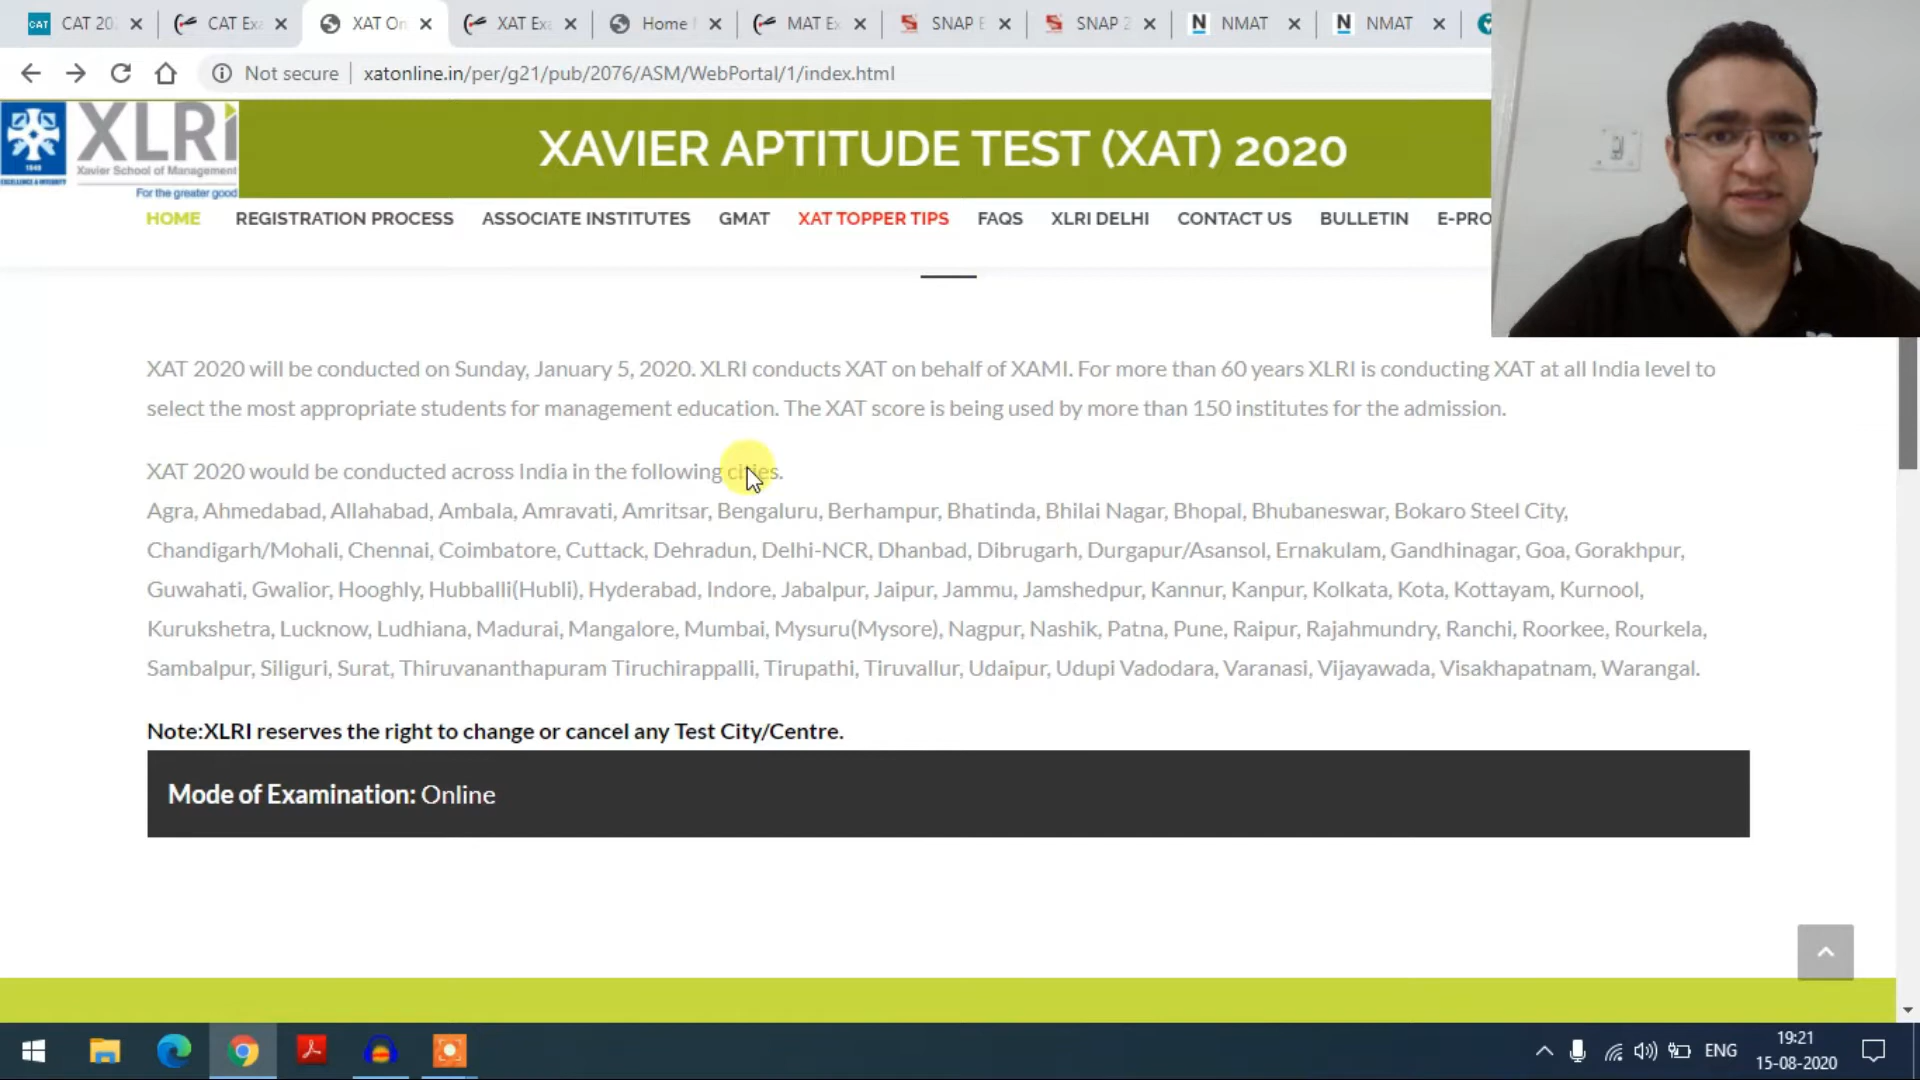 CAT 20
CAT Exa
XAT On
XAT Exa
Home
MAT Ex
SNAP E
SNAP 2
NMAT
NMAT
Not secure
xatonline.in/per/g21/pub/2076/ASM/WebPortal/1/index.html
XLRi
Xavier School of Management
For the greater good
1949
XAVIER APTITUDE TEST (XAT) 2020
HOME REGISTRATION PROCESS ASSOCIATE INSTITUTES GMAT XAT TOPPER TIPS FAQS XLRI DELHI CONTACT US BULLETIN E-PRO
XAT 2020 will be conducted on Sunday, January 5, 2020. XLRI conducts XAT on behalf of XAMI. For more than 60 years XLRI is conducting XAT at all India level to
select the most appropriate students for management education. The XAT score is being used by more than 150 institutes for the admission.
XAT 2020 would be conducted across India in the following cities.
Agra, Ahmedabad, Allahabad, Ambala, Amravati, Amritsar, Bengaluru, Berhampur, Bhatinda, Bhilai Nagar, Bhopal, Bhubaneswar, Bokaro Steel City,
Chandigarh/Mohali, Chennai, Coimbatore, Cuttack, Dehradun, Delhi-NCR, Dhanbad, Dibrugarh, Durgapur/Asansol, Ernakulam, Gandhinagar, Goa, Gorakhpur,
Guwahati, Gwalior, Hooghly, Hubballi(Hubli), Hyderabad, Indore, Jabalpur, Jaipur, Jammu, Jamshedpur, Kannur, Kanpur, Kolkata, Kota, Kottayam, Kurnool,
Kurukshetra, Lucknow, Ludhiana, Madurai, Mangalore, Mumbai, Mysuru(Mysore), Nagpur, Nashik, Patna, Pune, Raipur, Rajahmundry, Ranchi, Roorkee, Rourkela,
Sambalpur, Siliguri, Surat, Thiruvananthapuram Tiruchirappalli, Tirupathi, Tiruvallur, Udaipur, Udupi Vadodara, Varanasi, Vijayawada, Visakhapatnam, Warangal.
Note:XLRI reserves the right to change or cancel any Test City/Centre.
Mode of Examination: Online
ENG
19:21
15-08-2020